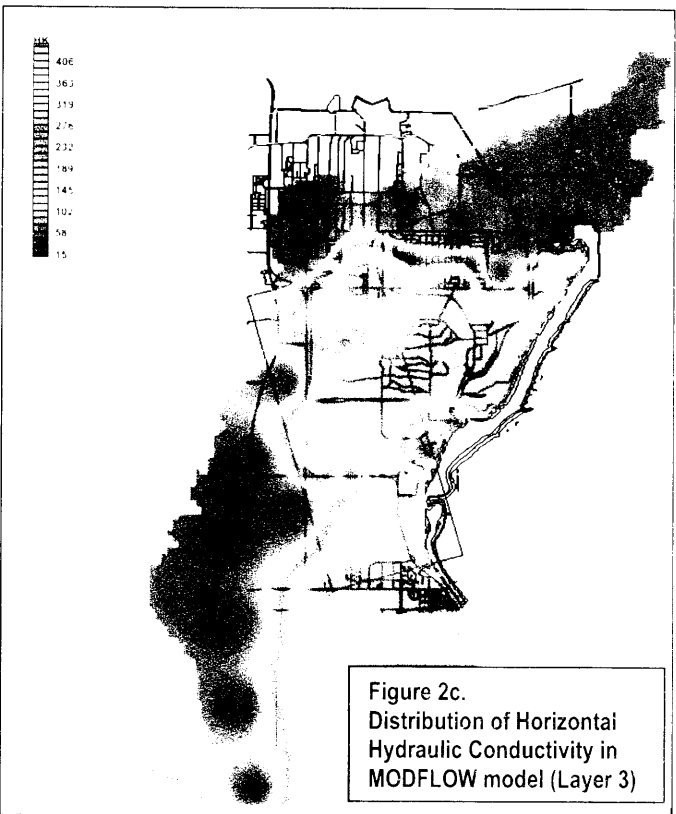 HK
406
363
319
276
232
189
145
102
58
15
Figure 2c.
Distribution of Horizontal
Hydraulic Conductivity in
MODFLOW model (Layer 3)